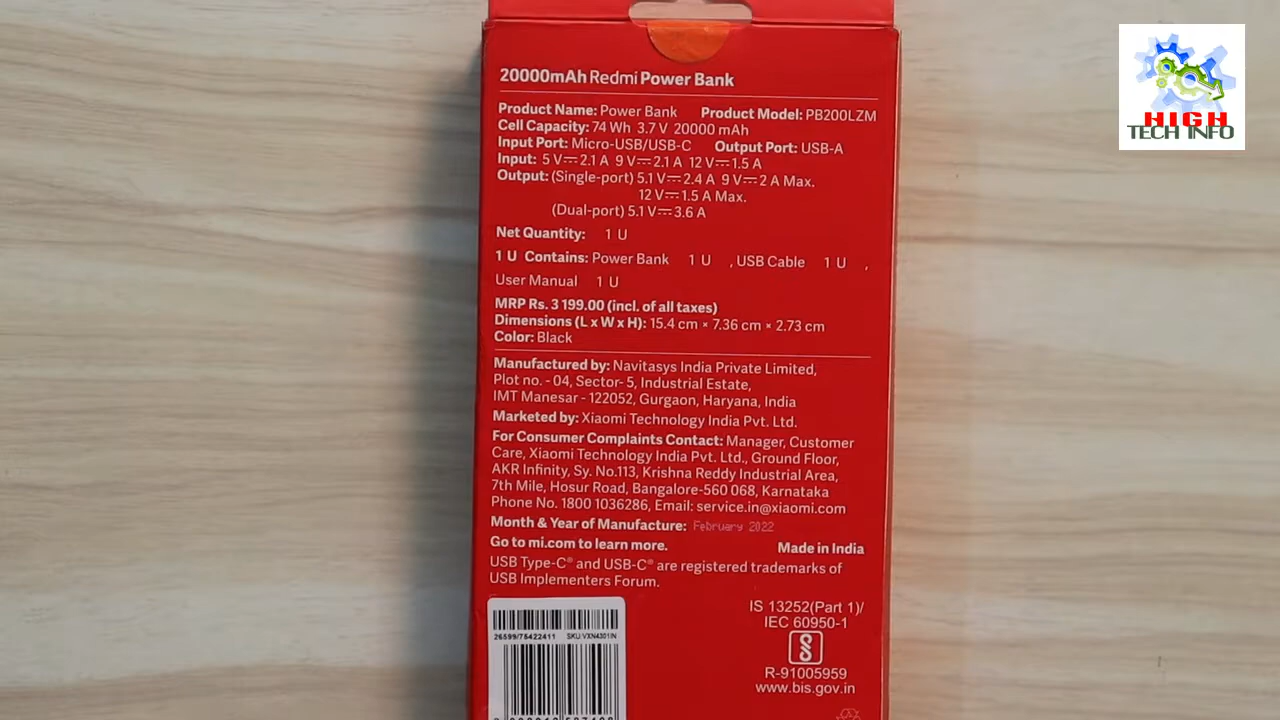 20000mAh Redmi Power Bank
Product Name: Power Bank Product Model: PB200LZM
Cell Capacity: 74 Wh 3.7 V 20000 mAh
Input Port: Micro-USB/USB-C Output Port: USB-A
Input: 5 V⎓2.1 A 9 V⎓2.1 A 12 V⎓1.5 A
Output: (Single-port) 5.1 V⎓2.4 A 9 V⎓2 A Max.
12 V⎓1.5 A Max.
(Dual-port) 5.1 V⎓3.6 A
Net Quantity: 1 U
1 U Contains: Power Bank 1 U , USB Cable 1 U ,
User Manual 1 U
MRP Rs. 3 199.00 (incl. of all taxes)
Dimensions (L x W x H): 15.4 cm × 7.36 cm × 2.73 cm
Color: Black
Manufactured by: Navitasys India Private Limited,
Plot no. - 04, Sector- 5, Industrial Estate,
IMT Manesar - 122052, Gurgaon, Haryana, India
Marketed by: Xiaomi Technology India Pvt. Ltd.
For Consumer Complaints Contact: Manager, Customer
Care, Xiaomi Technology India Pvt. Ltd., Ground Floor,
AKR Infinity, Sy. No.113, Krishna Reddy Industrial Area,
7th Mile, Hosur Road, Bangalore-560 068, Karnataka
Phone No. 1800 1036286, Email: service.in@xiaomi.com
Month & Year of Manufacture: February 2022
Go to mi.com to learn more. Made in India
USB Type-C® and USB-C® are registered trademarks of
USB Implementers Forum.
26599/75422411 SKU:VXN4301IN
IS 13252(Part 1)/
IEC 60950-1
R-91005959
www.bis.gov.in
HIGH
TECH INFO